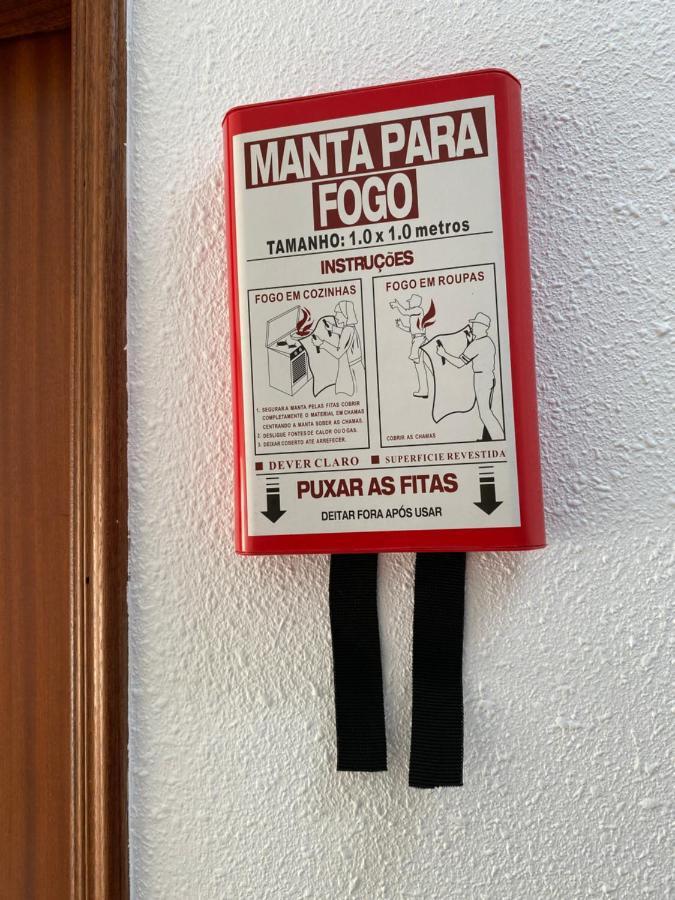 MANTA PARA
FOGO
TAMANHO: 1.0 x 1.0 metros
INSTRUÇÕES
FOGO EM COZINHAS
1. SEGURAR A MANTA PELAS FITAS COBRIR
COMPLETAMENTE O MATERIAL EM CHAMAS
CENTRANDO A MANTA SOBER AS CHAMAS.
2. DESLIGUE FONTES DE CALOR OU O GAS.
3. DEIXAR COBERTO ATE ARREFECER.
FOGO EM ROUPAS
COBRIR AS CHAMAS
DEVER CLARO
SUPERFICIE REVESTIDA
PUXAR AS FITAS
DEITAR FORA APÓS USAR